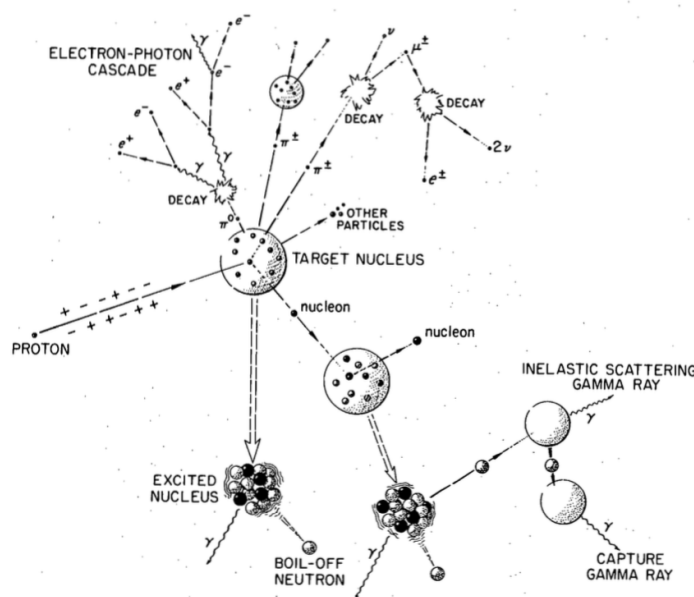 ELECTRON-PHOTON
CASCADE
e⁻
γ
e⁻
e⁺
e⁻
e⁺
γ
γ
DECAY
π⁰
π±
π±
ν
μ±
DECAY
DECAY
2ν
e±
OTHER
PARTICLES
TARGET NUCLEUS
+ - + - - -
- + - + + +
PROTON
nucleon
nucleon
INELASTIC SCATTERING
GAMMA RAY
γ
EXCITED
NUCLEUS
γ
BOIL-OFF
NEUTRON
γ
γ
CAPTURE
GAMMA RAY